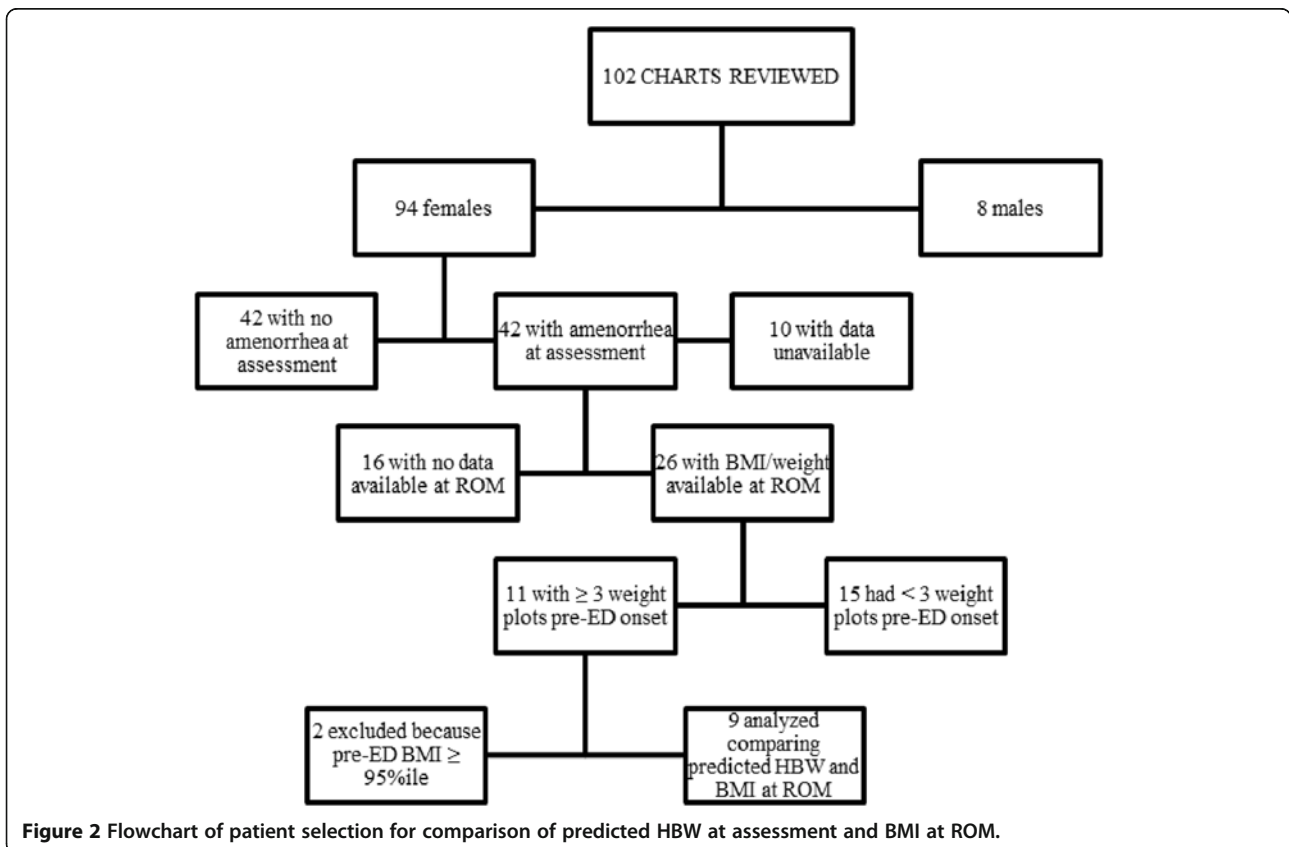 102 CHARTS REVIEWED
94 females
8 males
42 with no
amenorrhea at
assessment
42 with amenorrhea
at assessment
10 with data
unavailable
16 with no data
available at ROM
26 with BMI/weight
available at ROM
11 with ≥ 3 weight
plots pre-ED onset
15 had < 3 weight
plots pre-ED onset
2 excluded because
pre-ED BMI ≥
95%ile
9 analyzed
comparing
predicted HBW and
BMI at ROM
Figure 2 Flowchart of patient selection for comparison of predicted HBW at assessment and BMI at ROM.